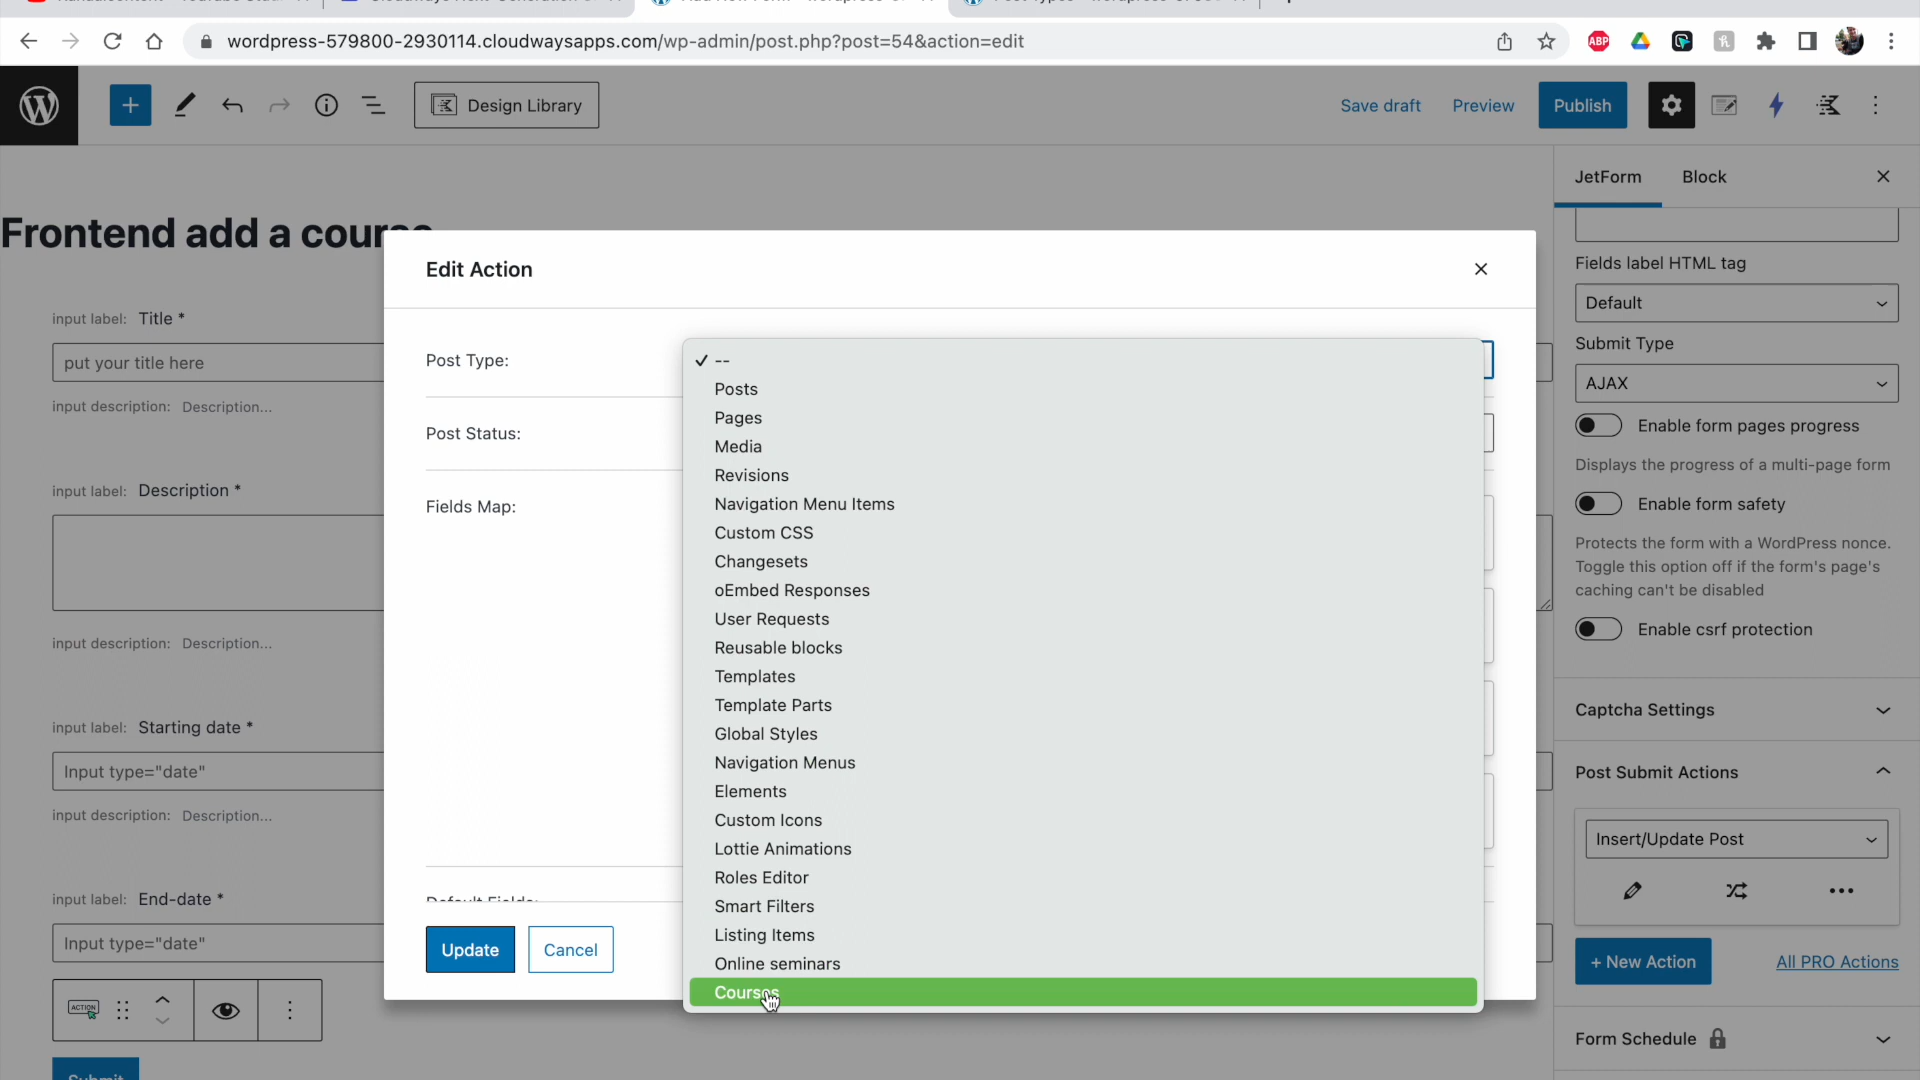 wordpress-579800-2930114.cloudwaysapps.com/wp-admin/post.php?post=54&action=edit
ABP
Design Library
Save draft
Preview
Publish
JetForm
Block
Frontend add a course
Edit Action
Fields label HTML tag
Default
input label: Title *
put your title here
input description: Description...
Post Type:
--
Posts
Pages
Media
Revisions
Navigation Menu Items
Custom CSS
Changesets
oEmbed Responses
User Requests
Reusable blocks
Templates
Template Parts
Global Styles
Navigation Menus
Elements
Custom Icons
Lottie Animations
Roles Editor
Smart Filters
Listing Items
Online seminars
Courses
Post Status:
Fields Map:
Update
Cancel
Submit Type
AJAX
Enable form pages progress
Displays the progress of a multi-page form
Enable form safety
Protects the form with a WordPress nonce.
Toggle this option off if the form's page's
caching can't be disabled
Enable csrf protection
Captcha Settings
Post Submit Actions
Insert/Update Post
+ New Action
All PRO Actions
Form Schedule
input label: Description *
input description: Description...
input label: Starting date *
Input type="date"
input description: Description...
input label: End-date *
Input type="date"
ACTION
Submit